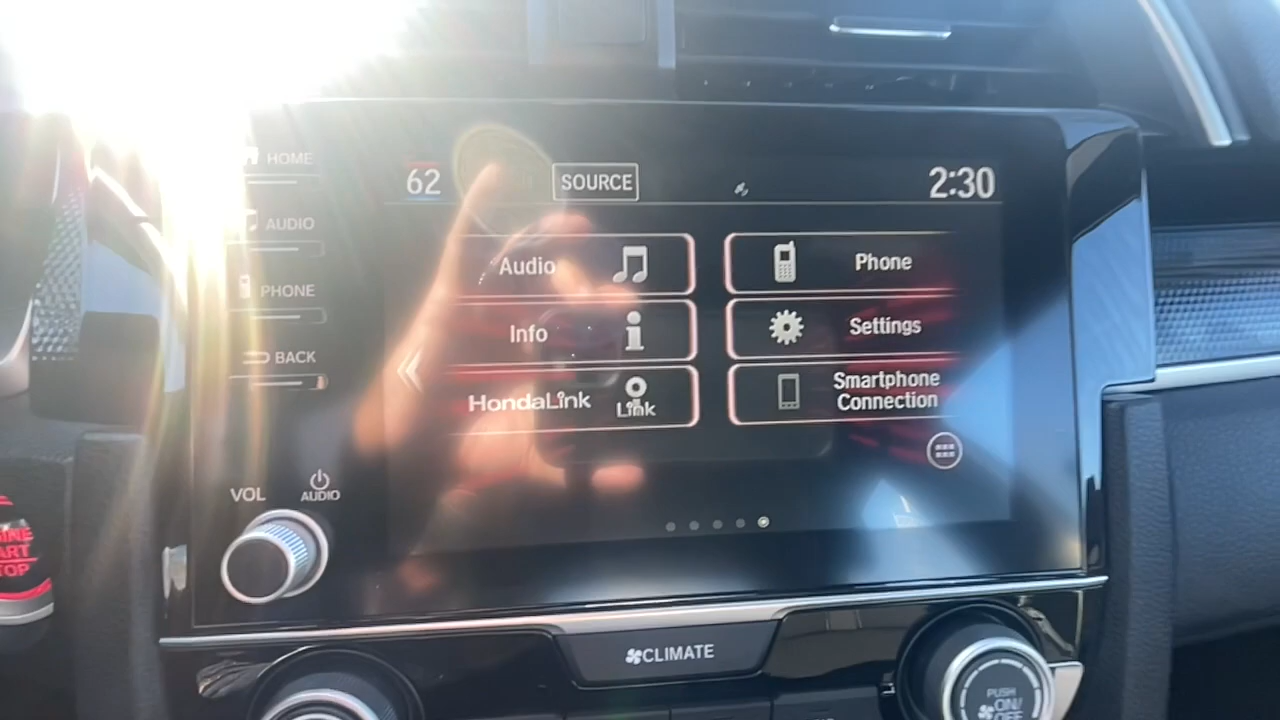 HOME
AUDIO
PHONE
BACK
62
SOURCE
2:30
Audio
Phone
Info
Settings
HondaLink
Link
Smartphone
Connection
VOL
AUDIO
CLIMATE
PUSH
ON/
OFF